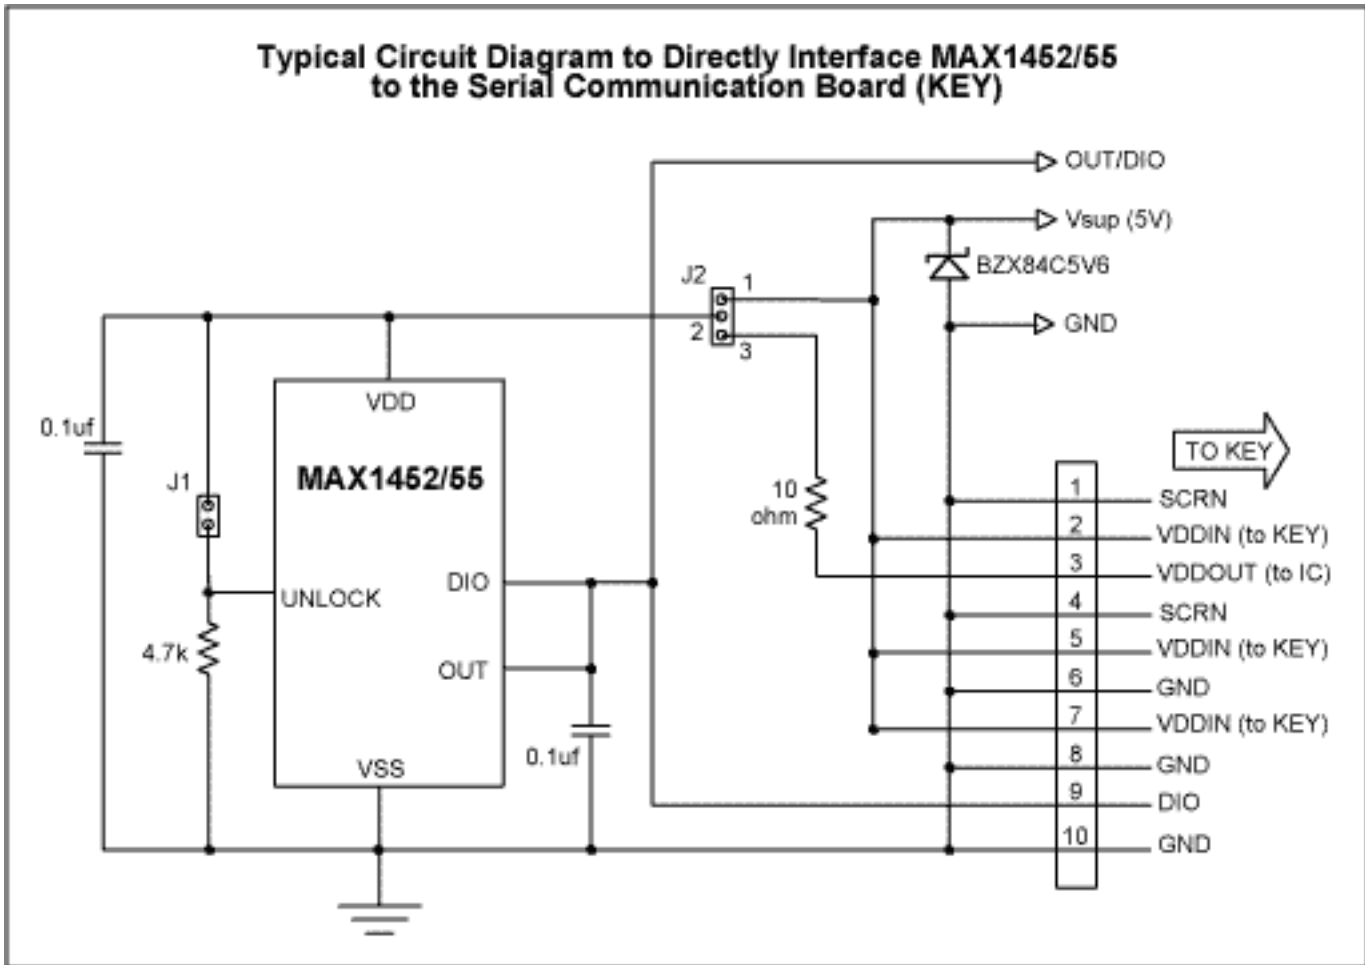 Typical Circuit Diagram to Directly Interface MAX1452/55
to the Serial Communication Board (KEY)
OUT/DIO
Vsup (5V)
BZX84C5V6
GND
J2
1
2
3
0.1uf
VDD
MAX1452/55
J1
UNLOCK
DIO
OUT
VSS
4.7k
0.1uf
10
ohm
TO KEY
1
SCRN
2
VDDIN (to KEY)
3
VDDOUT (to IC)
4
SCRN
5
VDDIN (to KEY)
6
GND
7
VDDIN (to KEY)
8
GND
9
DIO
10
GND